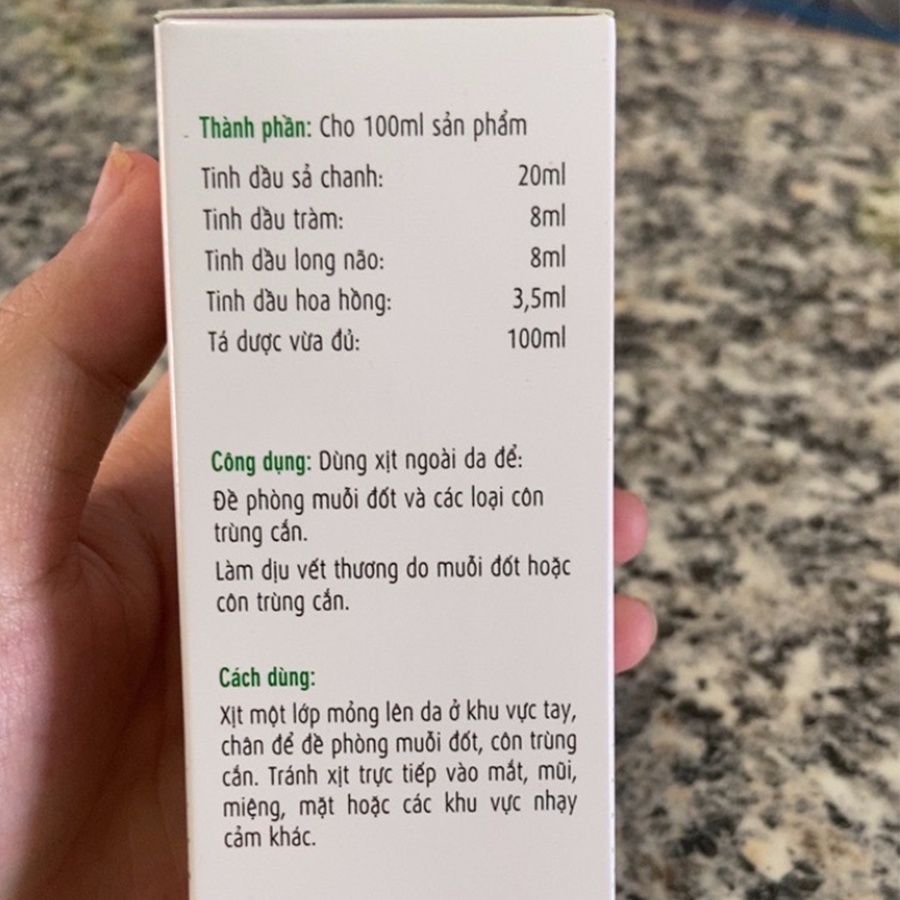 Thành phần: Cho 100ml sản phẩm
Tinh dầu sả chanh: 20ml
Tinh dầu tràm: 8ml
Tinh dầu long não: 8ml
Tinh dầu hoa hồng: 3,5ml
Tá dược vừa đủ: 100ml
Công dụng: Dùng xịt ngoài da để:
Đề phòng muỗi đốt và các loại côn
trùng cắn.
Làm dịu vết thương do muỗi đốt hoặc
côn trùng cắn.
Cách dùng:
Xịt một lớp mỏng lên da ở khu vực tay,
chân để đề phòng muỗi đốt, côn trùng
cắn. Tránh xịt trực tiếp vào mắt, mũi,
miệng, mặt hoặc các khu vực nhạy
cảm khác.